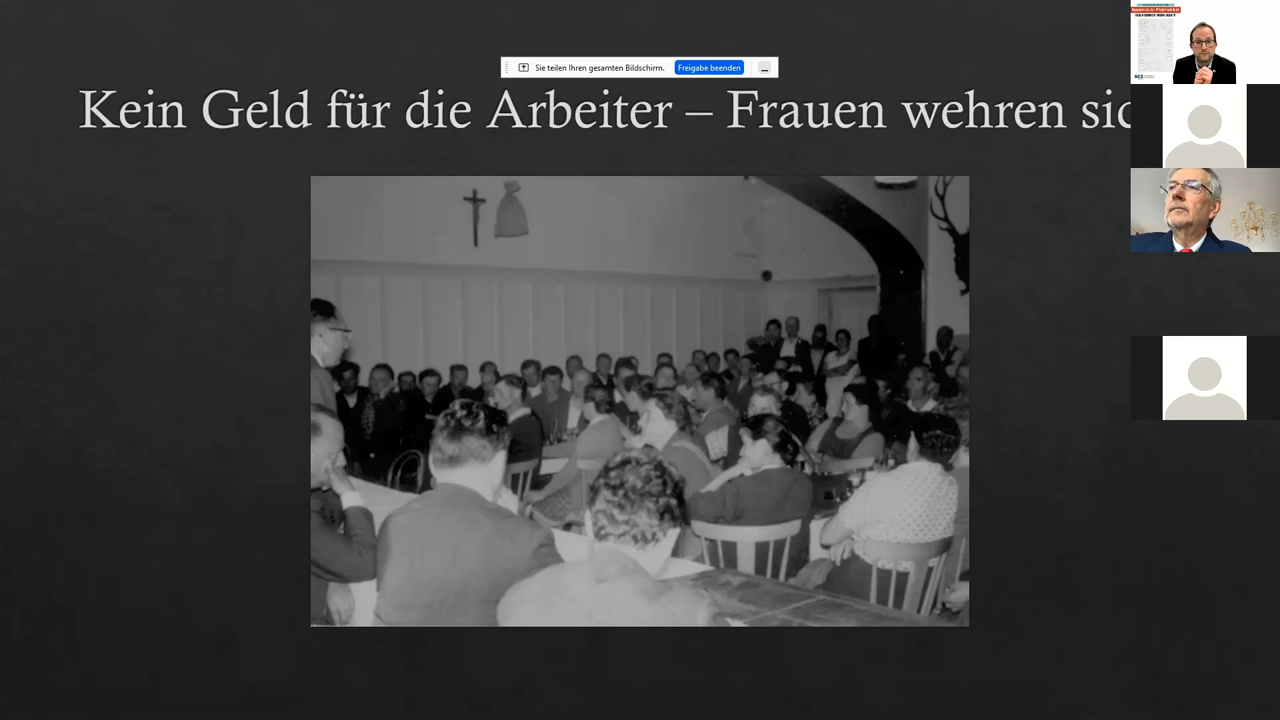 Sie teilen Ihren gesamten Bildschirm. Freigabe beenden
Kein Geld für die Arbeiter – Frauen wehren sic